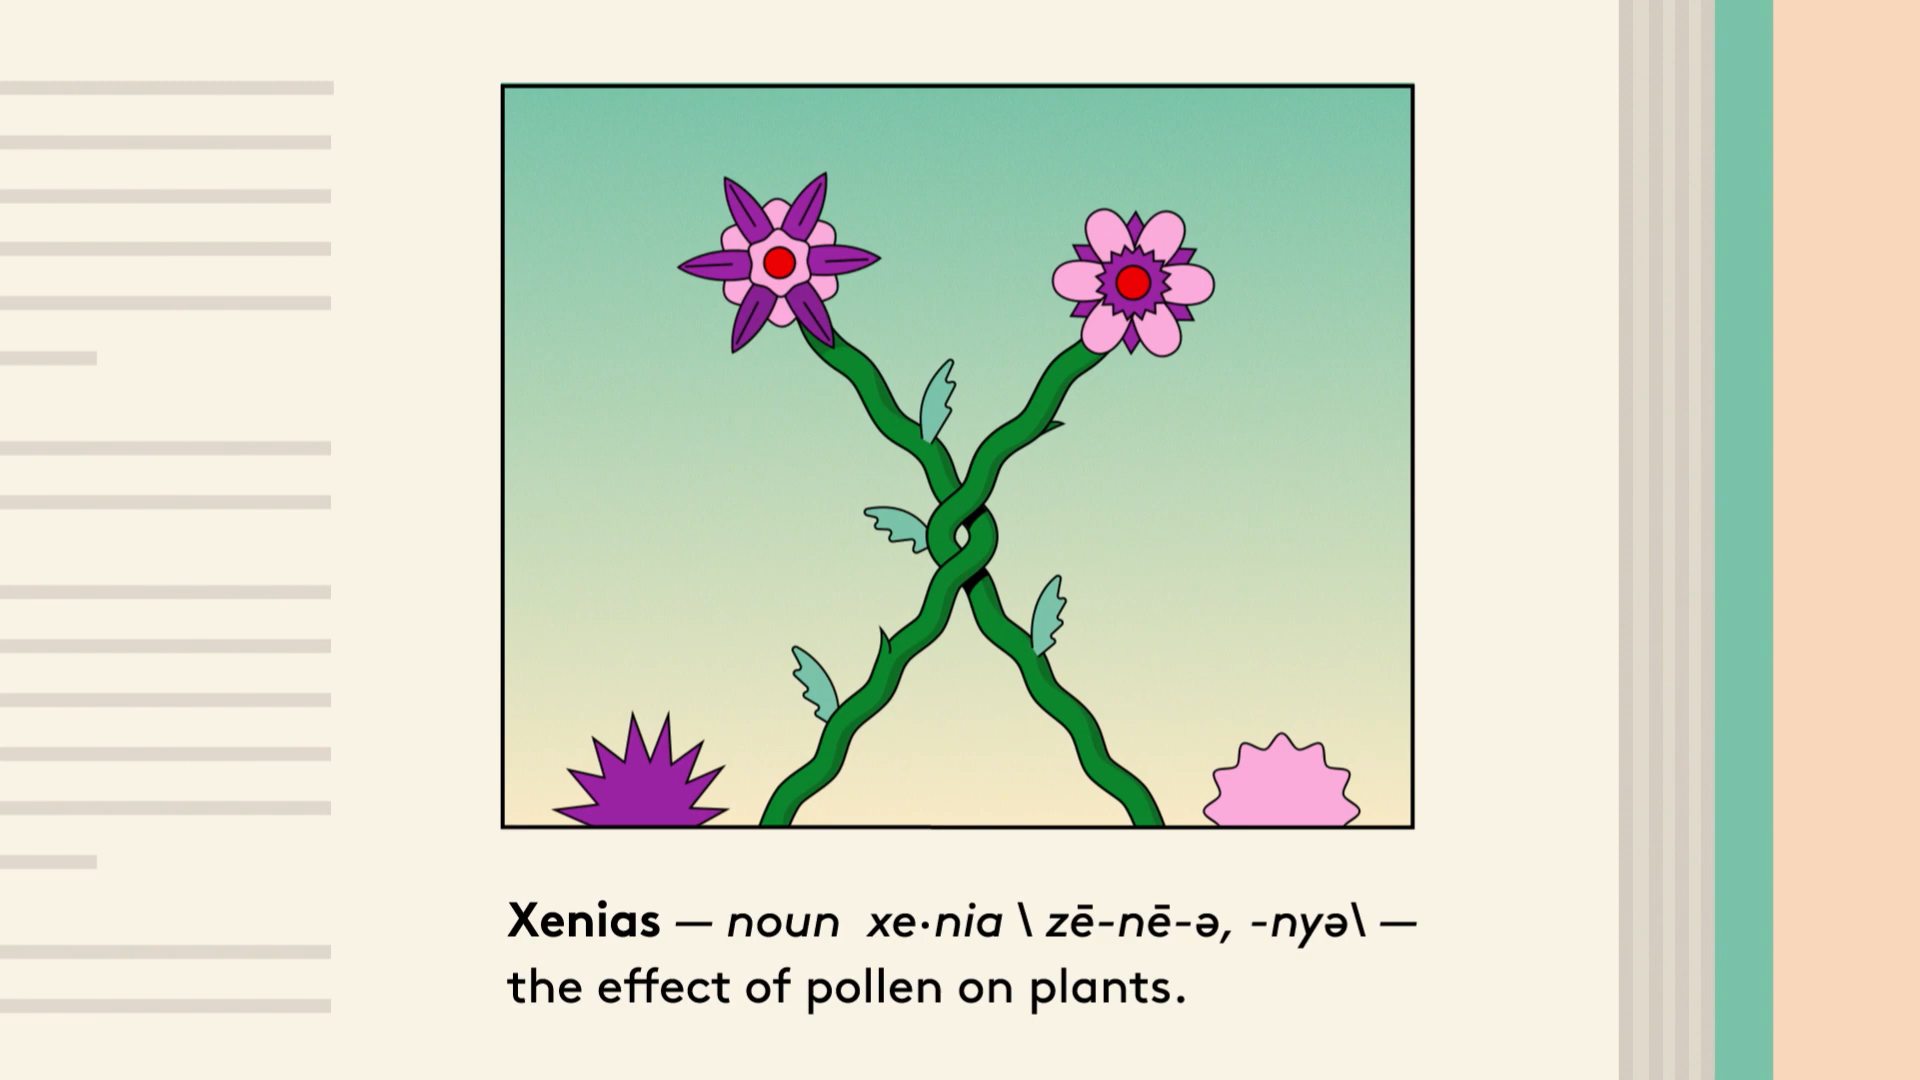 Xenias — noun xe·nia \ zē-nē-ə, -nyə\ —
the effect of pollen on plants.